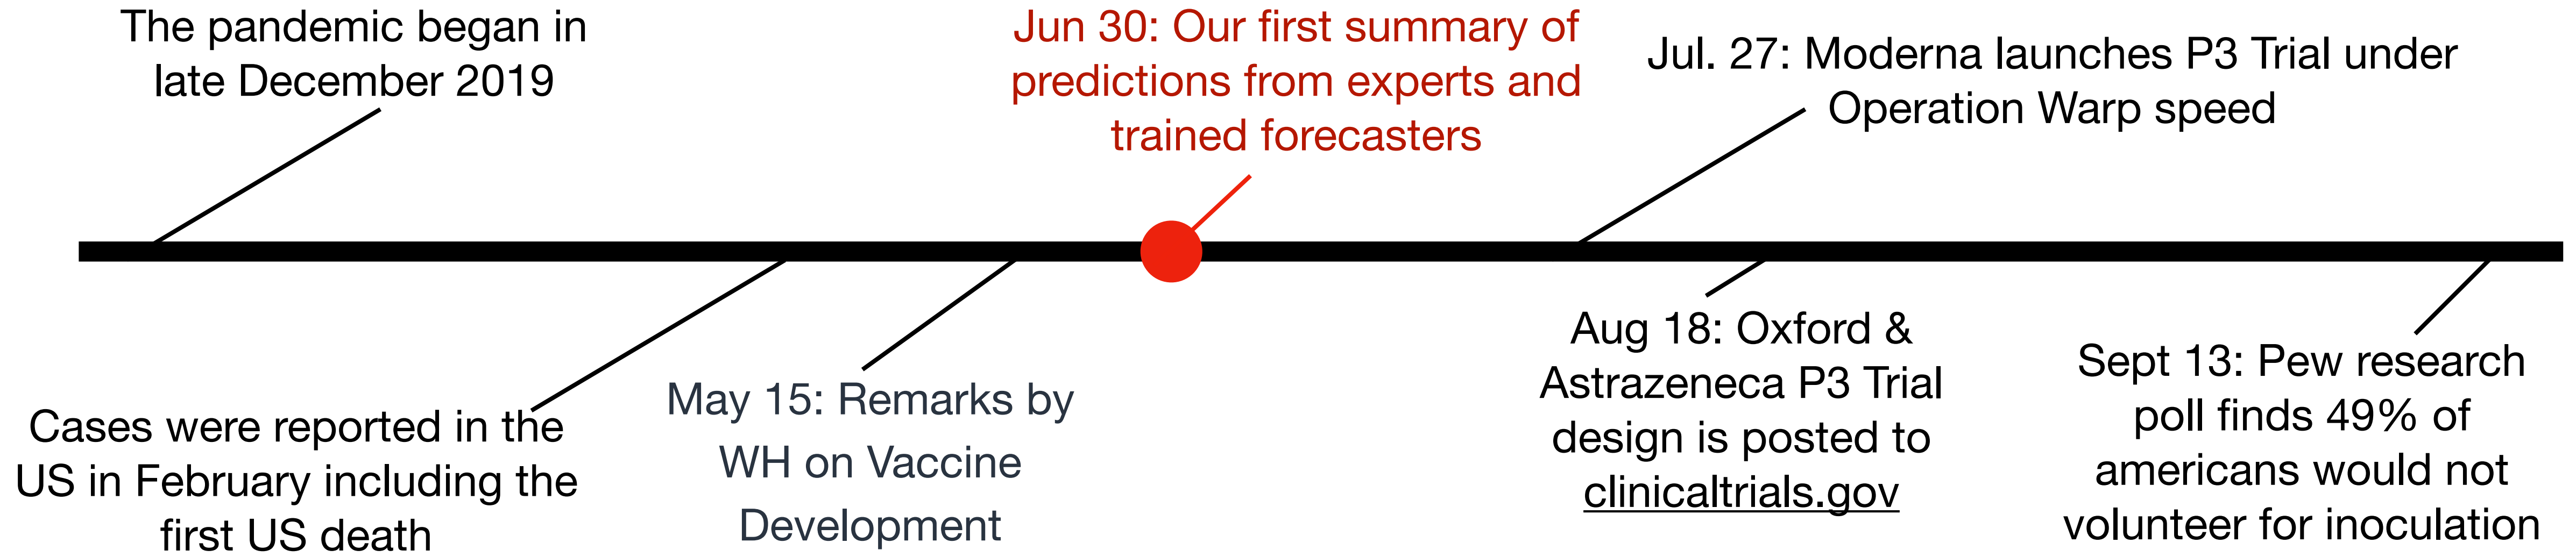 The pandemic began in
late December 2019
Cases were reported in the
US in February including the
first US death
May 15: Remarks by
WH on Vaccine
Development
Jun 30: Our first summary of
predictions from experts and
trained forecasters
Jul. 27: Moderna launches P3 Trial under
Operation Warp speed
Aug 18: Oxford &
Astrazeneca P3 Trial
design is posted to
clinicaltrials.gov
Sept 13: Pew research
poll finds 49% of
americans would not
volunteer for inoculation